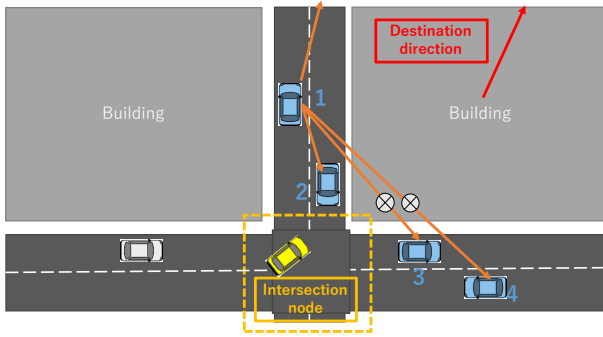 Destination
direction
Building
1
Building
2
3
4
Intersection
node